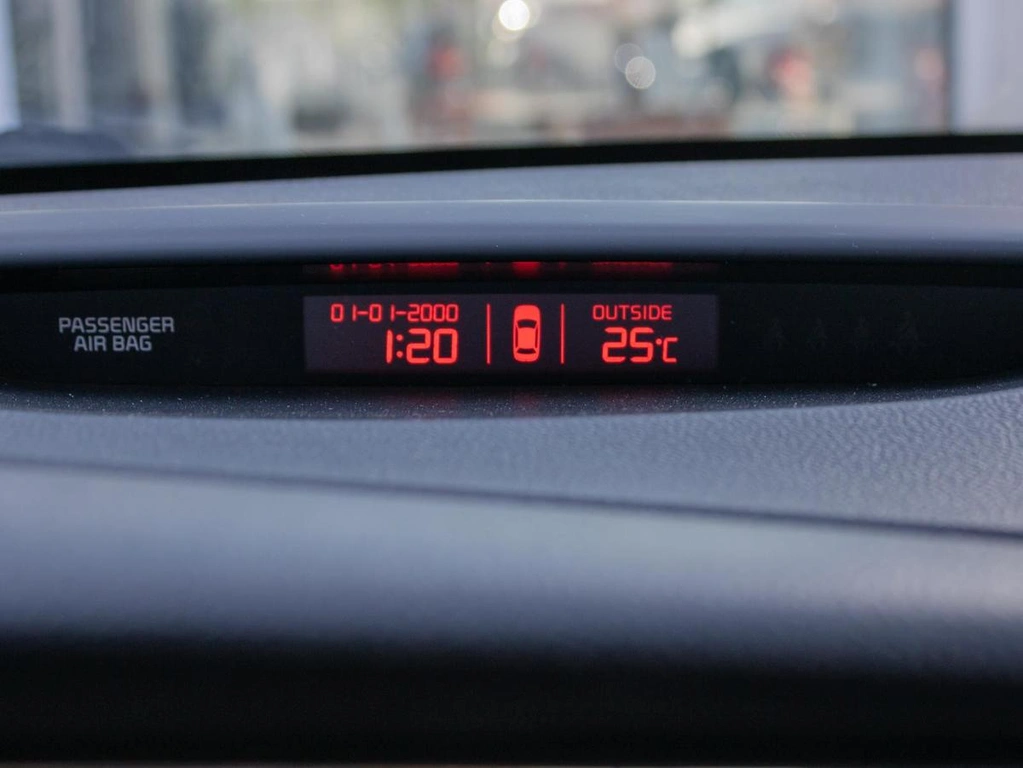 PASSENGER
AIR BAG
01-01-2000
1:20
OUTSIDE
25°C